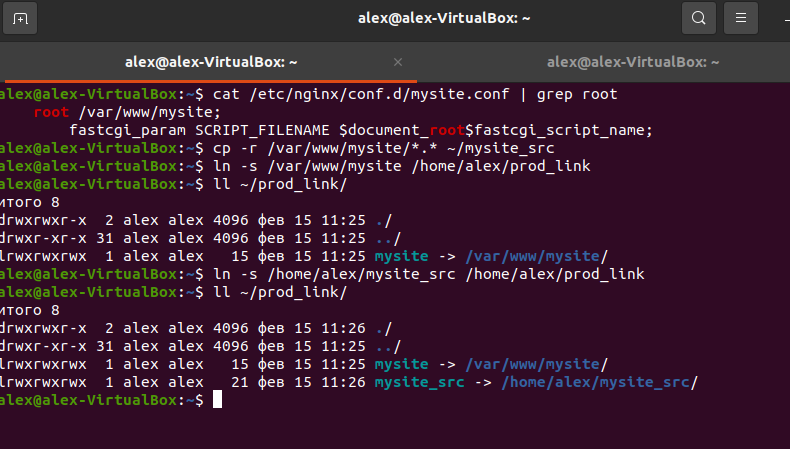 alex@alex-VirtualBox: ~
alex@alex-VirtualBox: ~ ×
alex@alex-VirtualBox: ~
alex@alex-VirtualBox:~$ cat /etc/nginx/conf.d/mysite.conf | grep root
root /var/www/mysite;
fastcgi_param SCRIPT_FILENAME $document_root$fastcgi_script_name;
alex@alex-VirtualBox:~$ cp -r /var/www/mysite/*.* ~/mysite_src
alex@alex-VirtualBox:~$ ln -s /var/www/mysite /home/alex/prod_link
alex@alex-VirtualBox:~$ ll ~/prod_link/
итого 8
drwxrwxr-x 2 alex alex 4096 фев 15 11:25 ./
drwxr-xr-x 31 alex alex 4096 фев 15 11:25 ../
lrwxrwxrwx 1 alex alex 15 фев 15 11:25 mysite -> /var/www/mysite/
alex@alex-VirtualBox:~$ ln -s /home/alex/mysite_src /home/alex/prod_link
alex@alex-VirtualBox:~$ ll ~/prod_link/
итого 8
drwxrwxr-x 2 alex alex 4096 фев 15 11:26 ./
drwxr-xr-x 31 alex alex 4096 фев 15 11:25 ../
lrwxrwxrwx 1 alex alex 15 фев 15 11:25 mysite -> /var/www/mysite/
lrwxrwxrwx 1 alex alex 21 фев 15 11:26 mysite_src -> /home/alex/mysite_src/
alex@alex-VirtualBox:~$